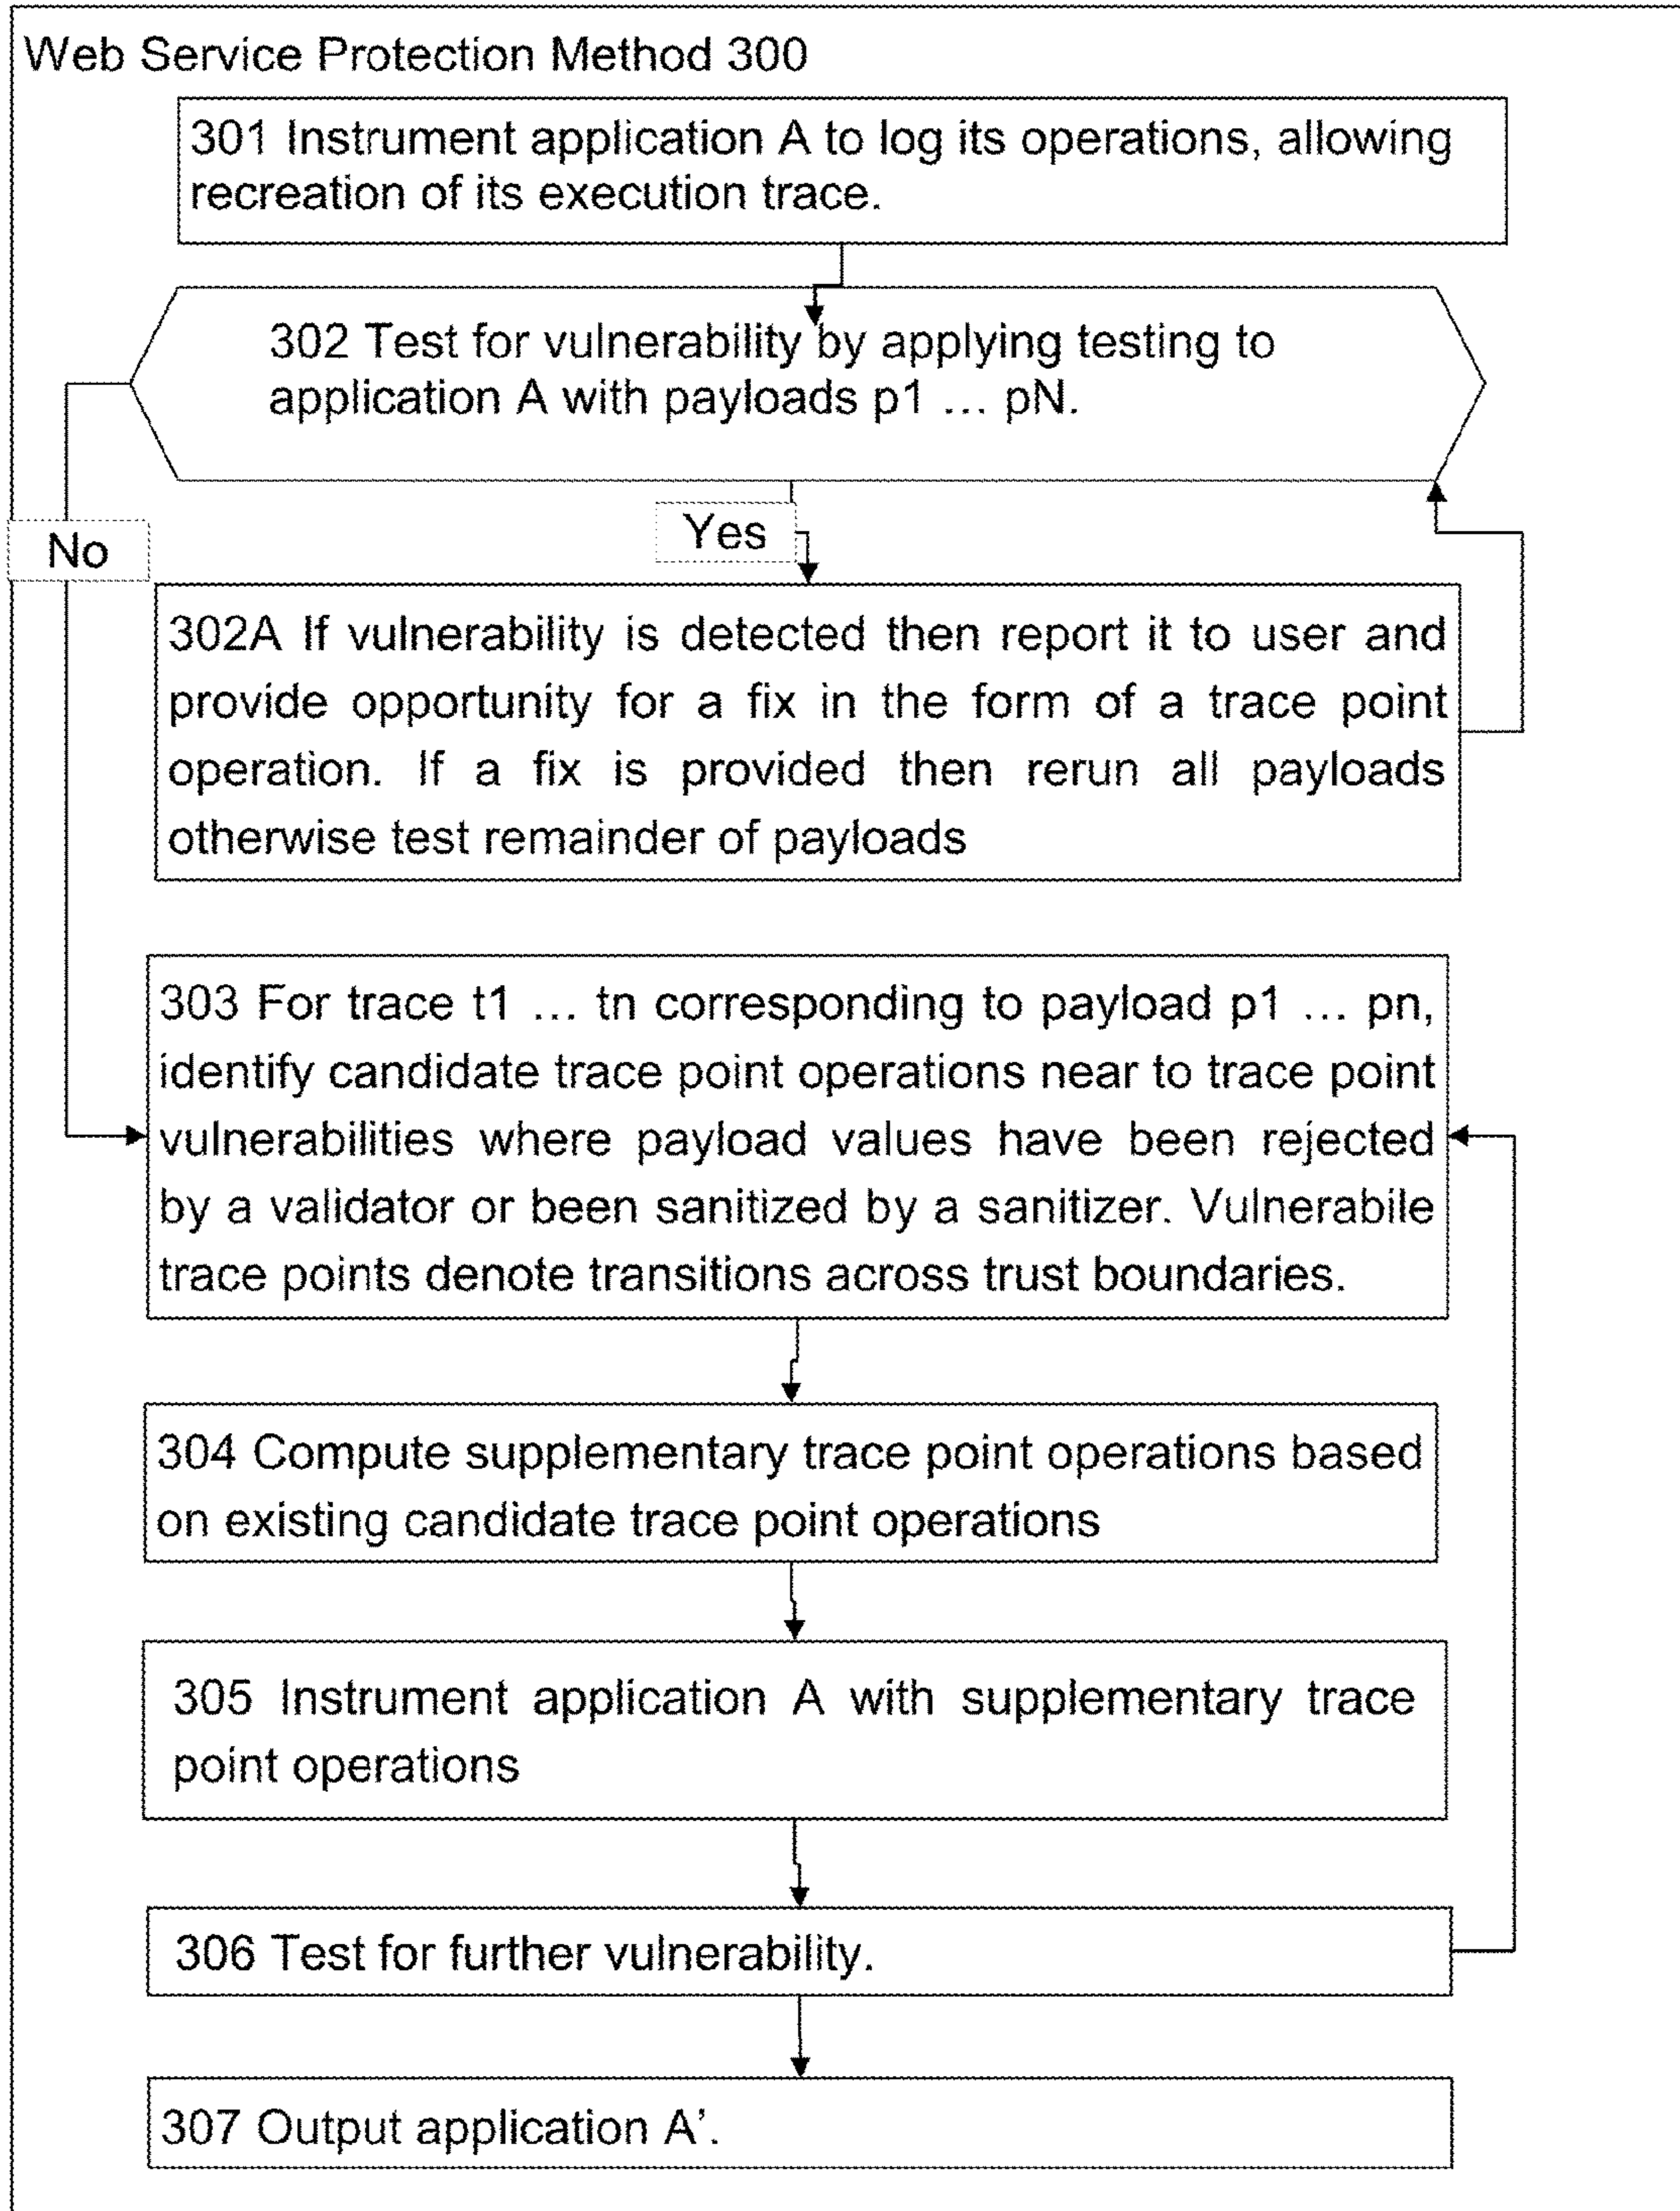 Web Service Protection Method 300
301 Instrument application A to log its operations, allowing
recreation of its execution trace.
302 Test for vulnerability by applying testing to
application A with payloads p1 ... pN.
Yes
No
302A If vulnerability is detected then report it to user and
provide opportunity for a fix in the form of a trace point
operation. If a fix is provided then rerun all payloads
otherwise test remainder of payloads
303 For trace t1 ... tn corresponding to payload p1 ... pn,
identify candidate trace point operations near to trace point
vulnerabilities where payload values have been rejected
by a validator or been sanitized by a sanitizer. Vulnerabile
trace points denote transitions across trust boundaries.
304 Compute supplementary trace point operations based
on existing candidate trace point operations
305 Instrument application A with supplementary trace
point operations
306 Test for further vulnerability.
307 Output application A’.